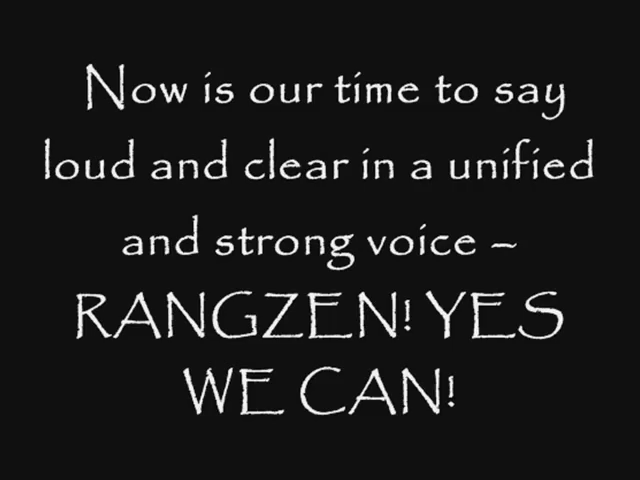 Now is our time to say
loud and clear in a unified
and strong voice –
RANGZEN! YES
WE CAN!